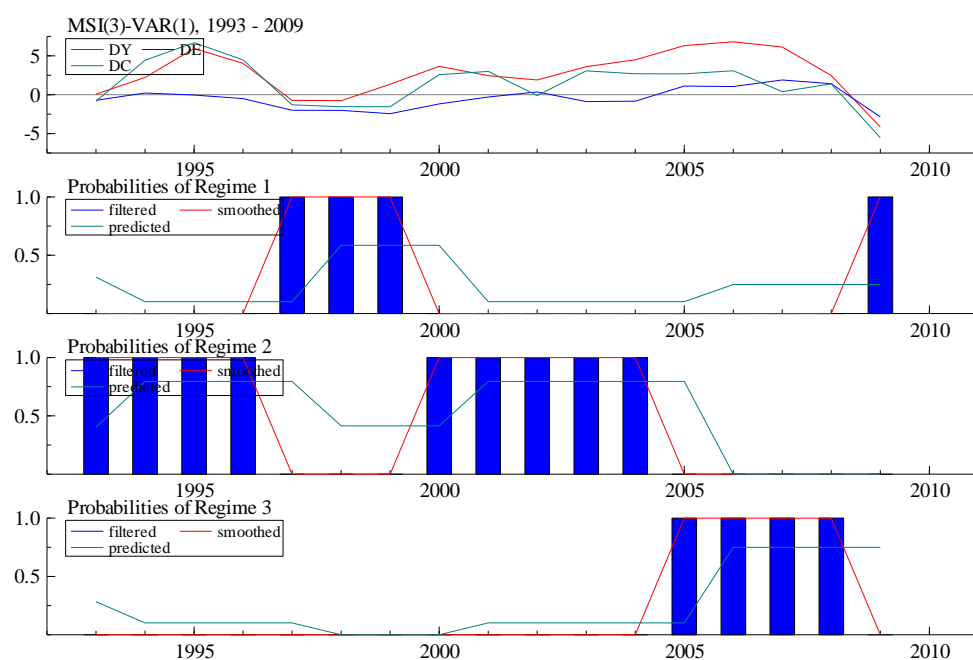 MSI(3)-VAR(1), 1993 - 2009
DY DE
DC
5
0
-5
1995 2000 2005 2010
Probabilities of Regime 1
1.0
filtered smoothed
predicted
0.5
1995 2000 2005 2010
Probabilities of Regime 2
1.0
filtered smoothed
predicted
0.5
1995 2000 2005 2010
Probabilities of Regime 3
1.0
filtered smoothed
predicted
0.5
1995 2000 2005 2010